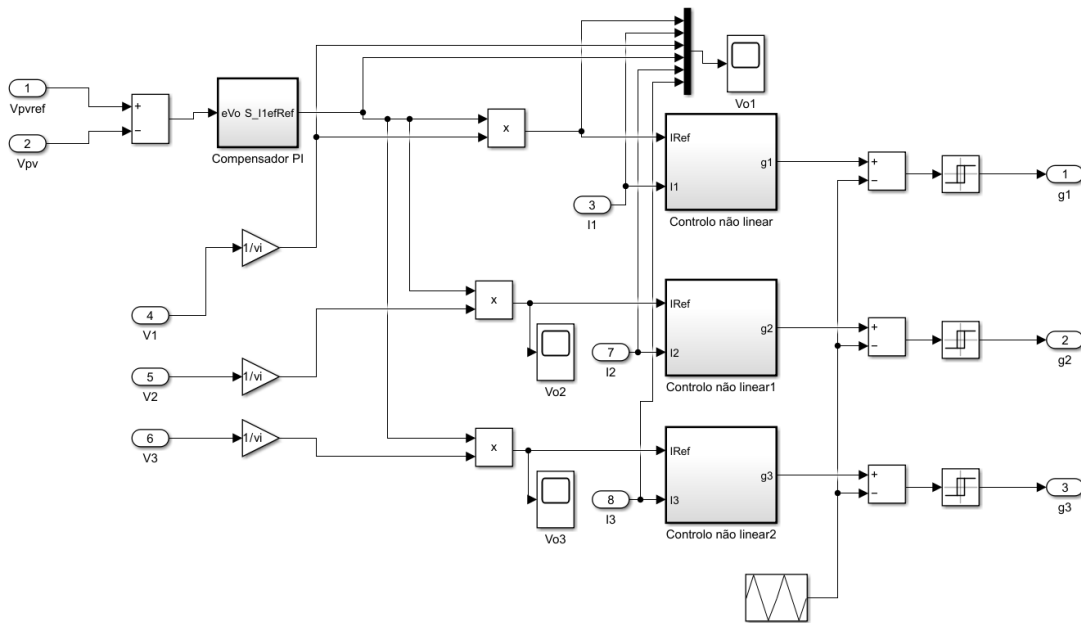 1
Vpvref
2
Vpv
+
−
eVo S_I1efRef
Compensador PI
x
Vo1
IRef
I1
g1
Controlo não linear
3
I1
+
−
1
g1
1/vi
4
V1
x
Vo2
7
I2
IRef
I2
g2
Controlo não linear1
+
−
2
g2
5
V2
1/vi
6
V3
1/vi
x
Vo3
8
I3
IRef
I3
g3
Controlo não linear2
+
−
3
g3